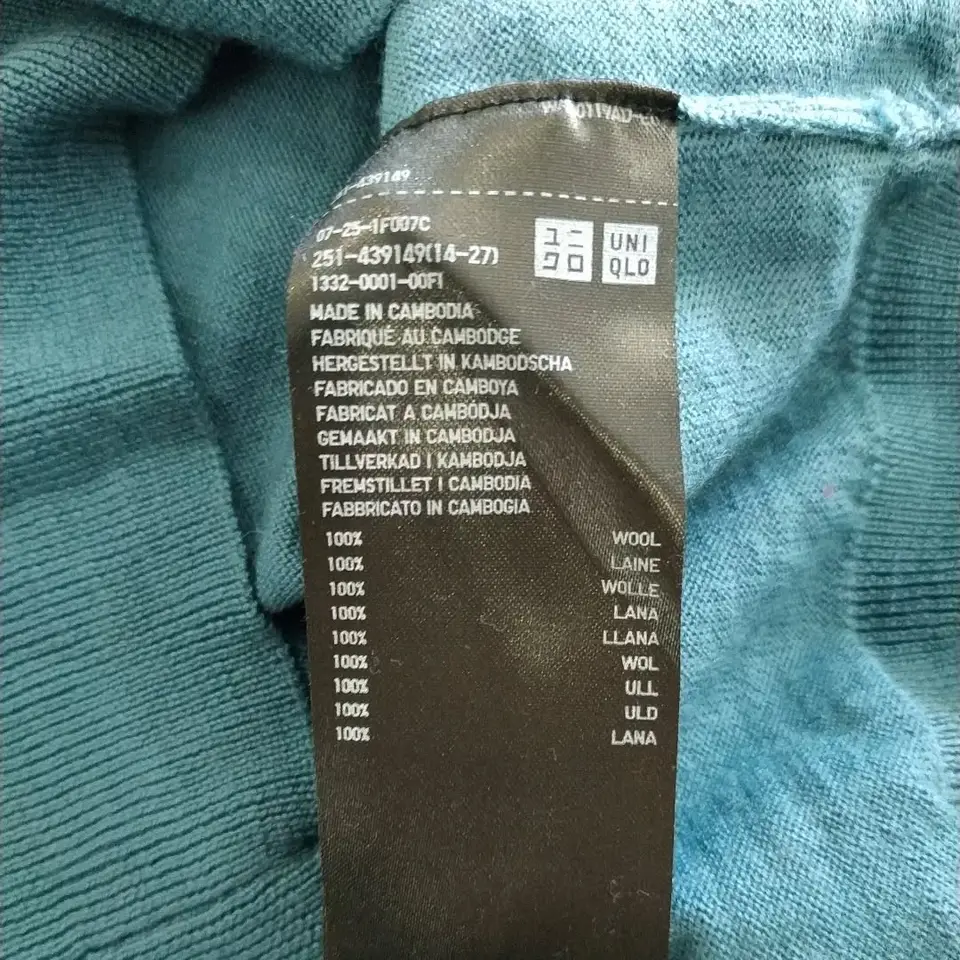 439149
07-25-1F007C
251-439149(14-27)
1332-0001-00FI
ユニ
クロ
UNI
QLO
MADE IN CAMBODIA
FABRIQUÉ AU CAMBODGE
HERGESTELLT IN KAMBODSCHA
FABRICADO EN CAMBOYA
FABRICAT A CAMBODJA
GEMAAKT IN CAMBODJA
TILLVERKAD I KAMBODJA
FREMSTILLET I CAMBODIA
FABBRICATO IN CAMBOGIA
100% WOOL
100% LAINE
100% WOLLE
100% LANA
100% LLANA
100% WOL
100% ULL
100% ULD
100% LANA